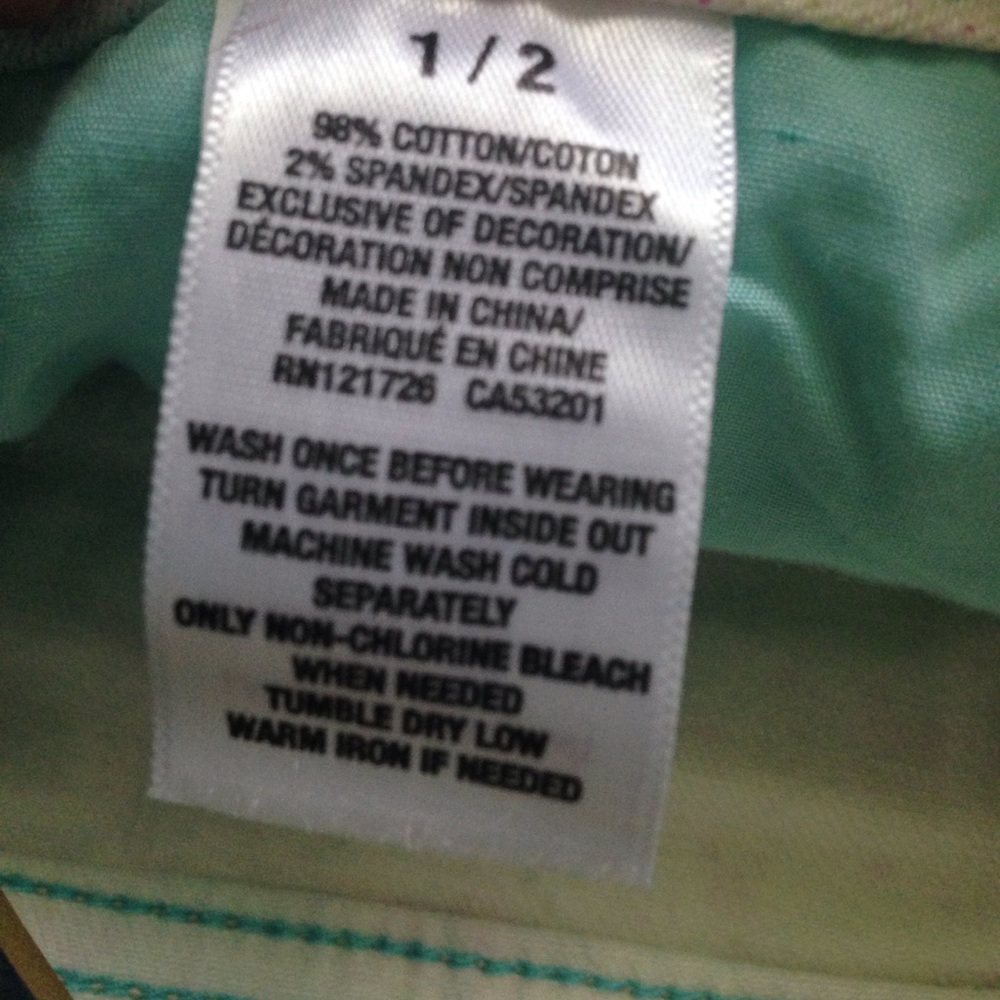 1 / 2
98% COTTON/COTON
2% SPANDEX/SPANDEX
EXCLUSIVE OF DECORATION/
DÉCORATION NON COMPRISE
MADE IN CHINA/
FABRIQUÉ EN CHINE
RN121726 CA53201
WASH ONCE BEFORE WEARING
TURN GARMENT INSIDE OUT
MACHINE WASH COLD
SEPARATELY
ONLY NON-CHLORINE BLEACH
WHEN NEEDED
TUMBLE DRY LOW
WARM IRON IF NEEDED